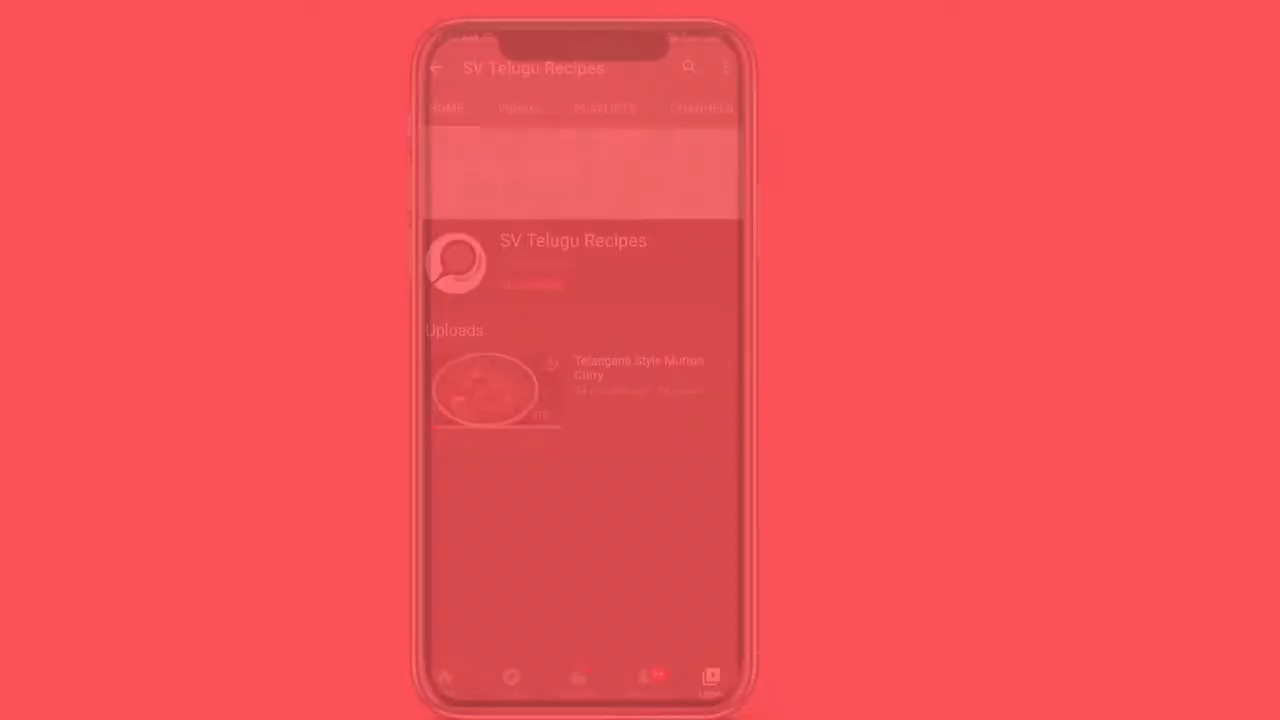 SV Telugu Recipes
HOME VIDEOS PLAYLISTS CHANNELS
SV Telugu Recipes
Uploads
Telangana Style Mutton
Curry